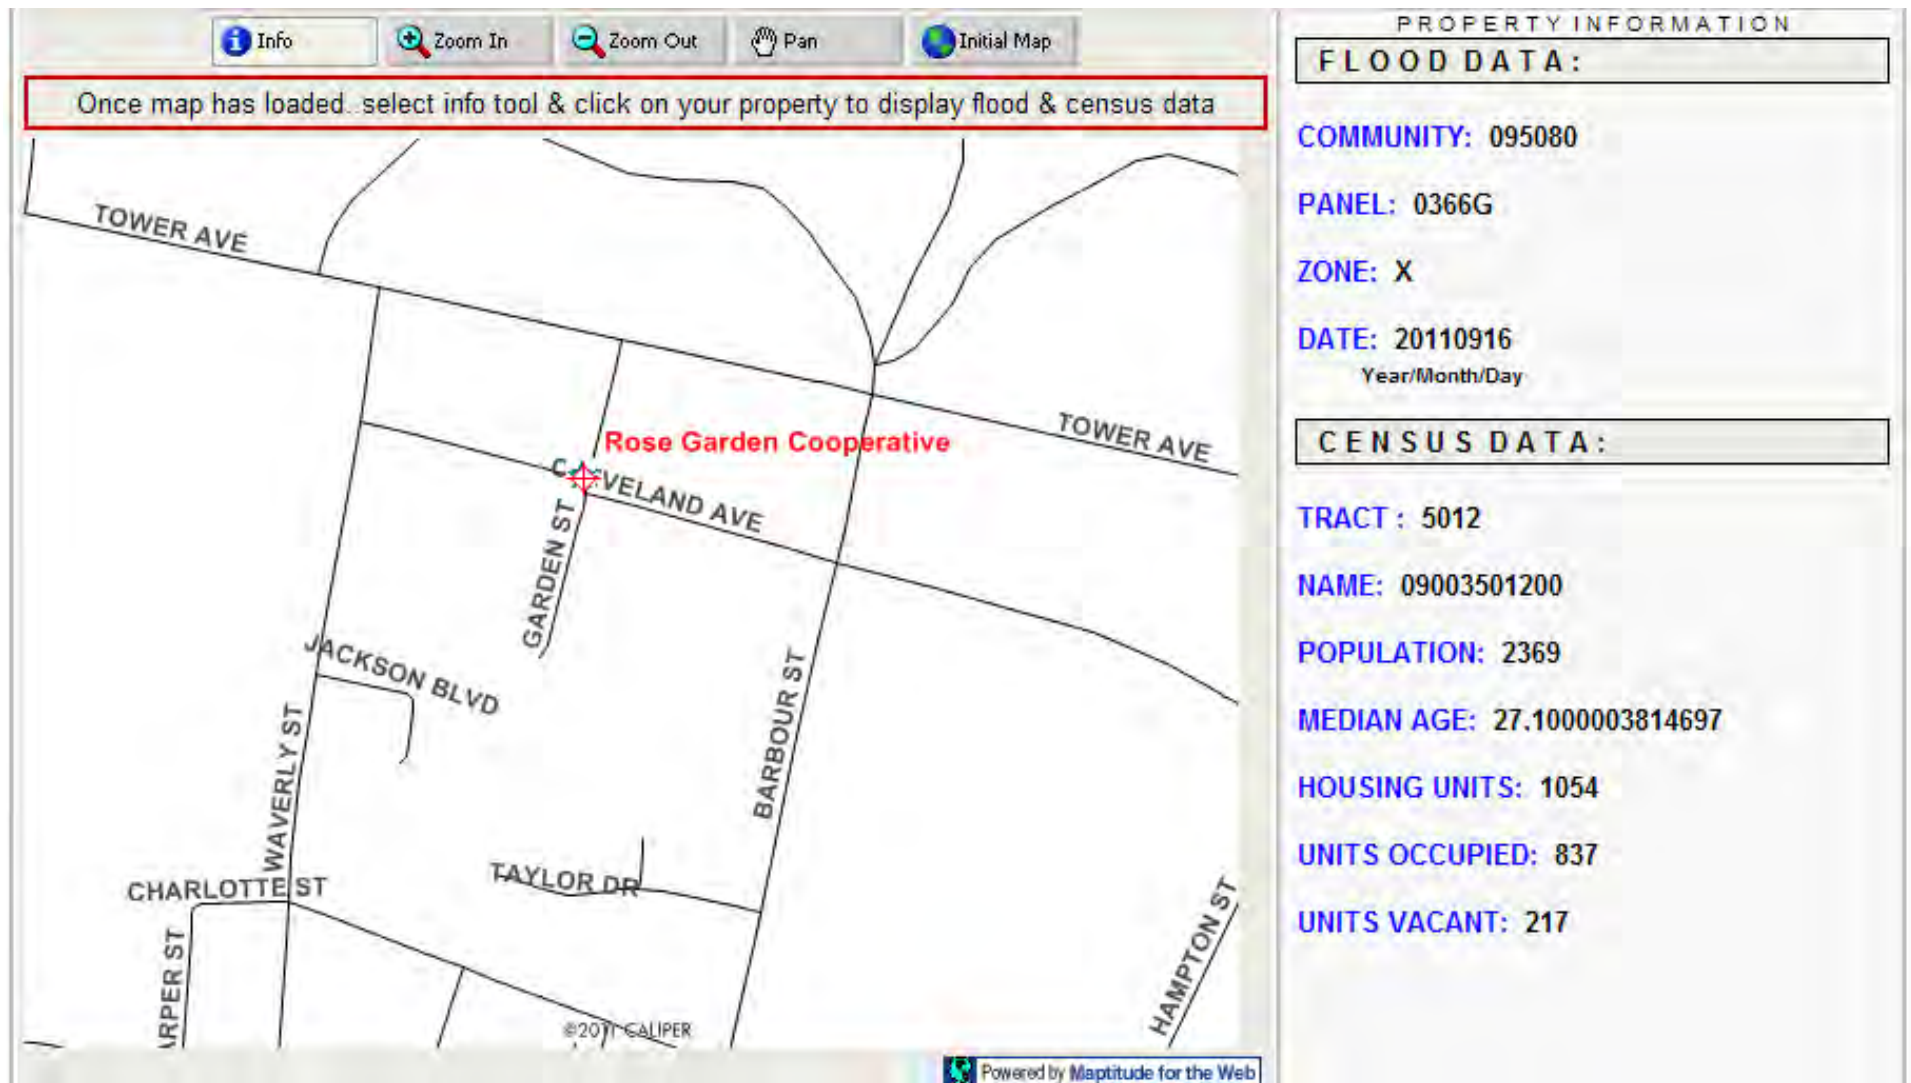 Info
Zoom In
Zoom Out
Pan
Initial Map
Once map has loaded..select info tool & click on your property to display flood & census data
TOWER AVE
Rose Garden Cooperative
TOWER AVE
VELAND AVE
GARDEN ST
JACKSON BLVD
BARBOUR ST
WAVERLY ST
TAYLOR DR
CHARLOTTE ST
HAMPTON ST
ARPER ST
©2011 CALIPER
Powered by Maptitude for the Web
PROPERTY INFORMATION
FLOOD DATA:
COMMUNITY: 095080
PANEL: 0366G
ZONE: X
DATE: 20110916
Year/Month/Day
CENSUS DATA:
TRACT : 5012
NAME: 09003501200
POPULATION: 2369
MEDIAN AGE: 27.1000003814697
HOUSING UNITS: 1054
UNITS OCCUPIED: 837
UNITS VACANT: 217